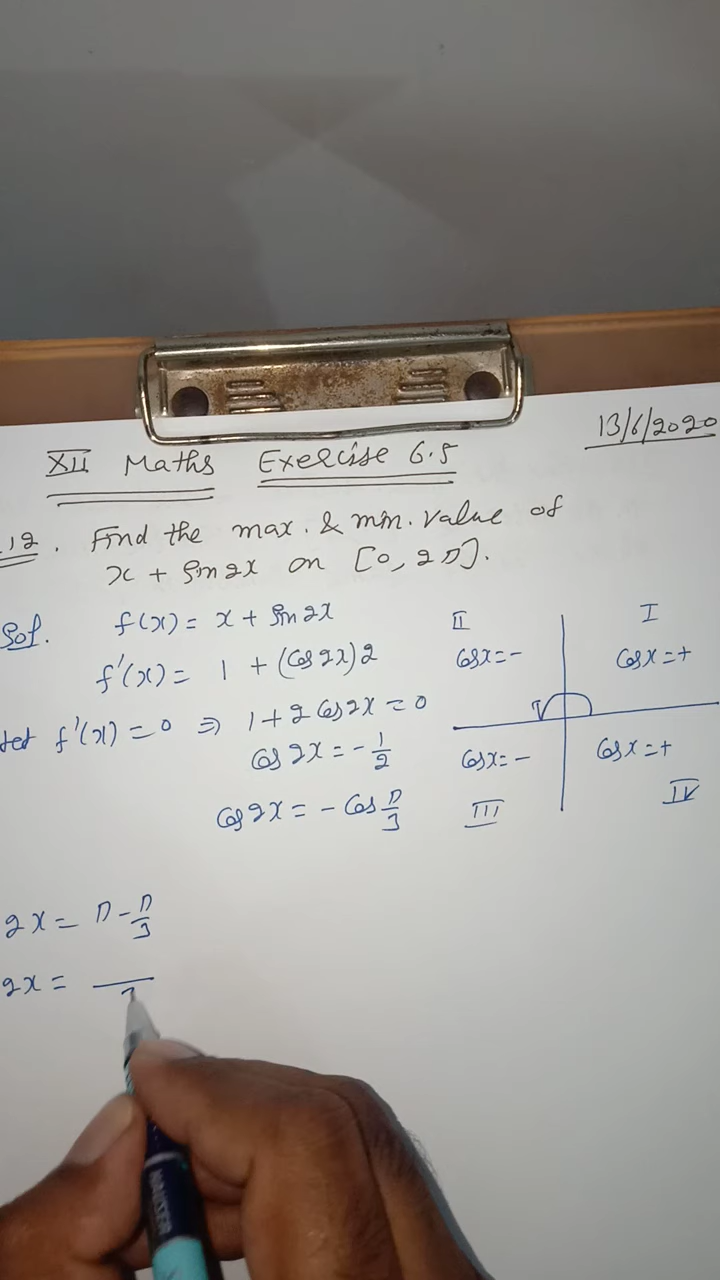 13/6/2020
XII Maths Exercise 6.5
12. Find the max. & min. value of
x + sin 2x on [0, 2π].
Sol. f(x) = x + sin 2x
f'(x) = 1 + (cos 2x) 2
f'(x) = 0 ⇒ 1 + 2 cos 2x = 0
cos 2x = - 1/2
cos 2x = - cos π/3
II I
cos x = - cos x = +
cos x = - cos x = +
III IV
2x = π - π/3
2x =